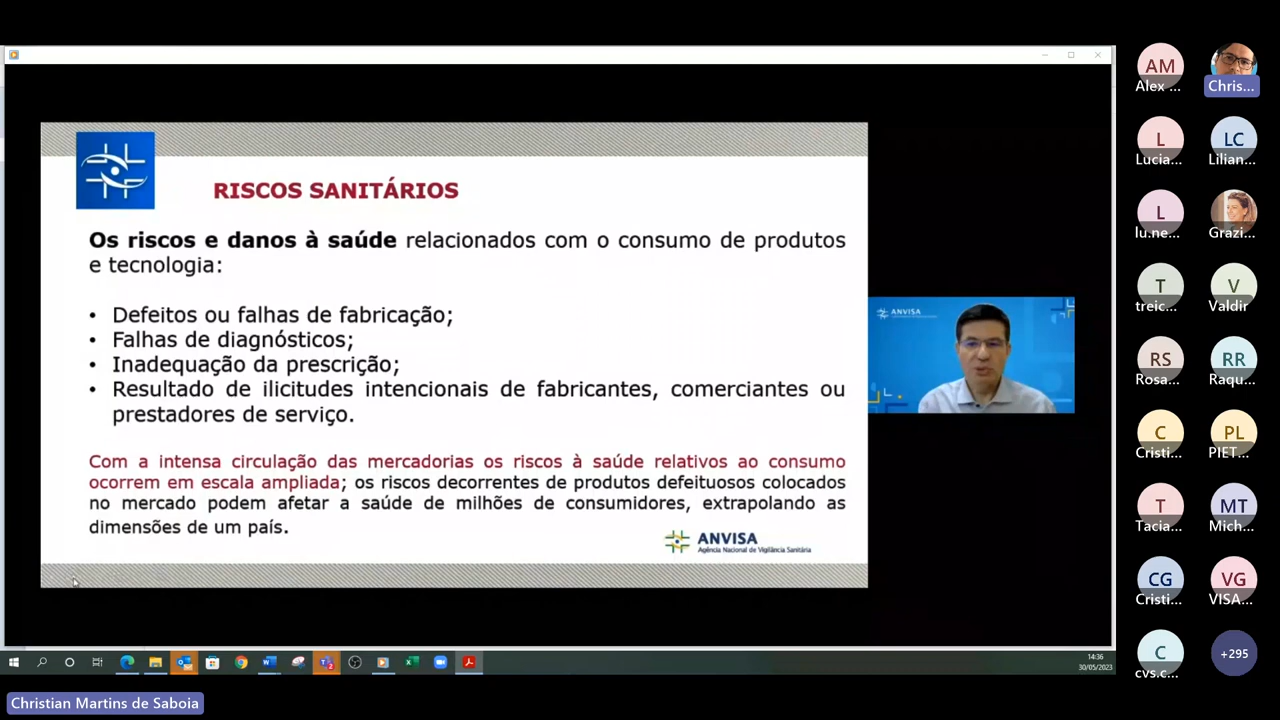 RISCOS SANITÁRIOS
Os riscos e danos à saúde relacionados com o consumo de produtos
e tecnologia:
• Defeitos ou falhas de fabricação;
• Falhas de diagnósticos;
• Inadequação da prescrição;
• Resultado de ilicitudes intencionais de fabricantes, comerciantes ou
prestadores de serviço.
Com a intensa circulação das mercadorias os riscos à saúde relativos ao consumo
ocorrem em escala ampliada; os riscos decorrentes de produtos defeituosos colocados
no mercado podem afetar a saúde de milhões de consumidores, extrapolando as
dimensões de um país.
ANVISA
Agência Nacional de Vigilância Sanitária
ANVISA
AM
Alex ...
Chris...
L
Lucia...
LC
Lilian...
L
lu.ne...
Grazi...
T
treic...
V
Valdir
RS
Rosa...
RR
Raqu...
C
Cristi...
PL
PIET...
T
Tacia...
MT
Mich...
CG
Cristi...
VG
VISA...
C
cvs.c...
+295
14:36
30/05/2023
Christian Martins de Saboia